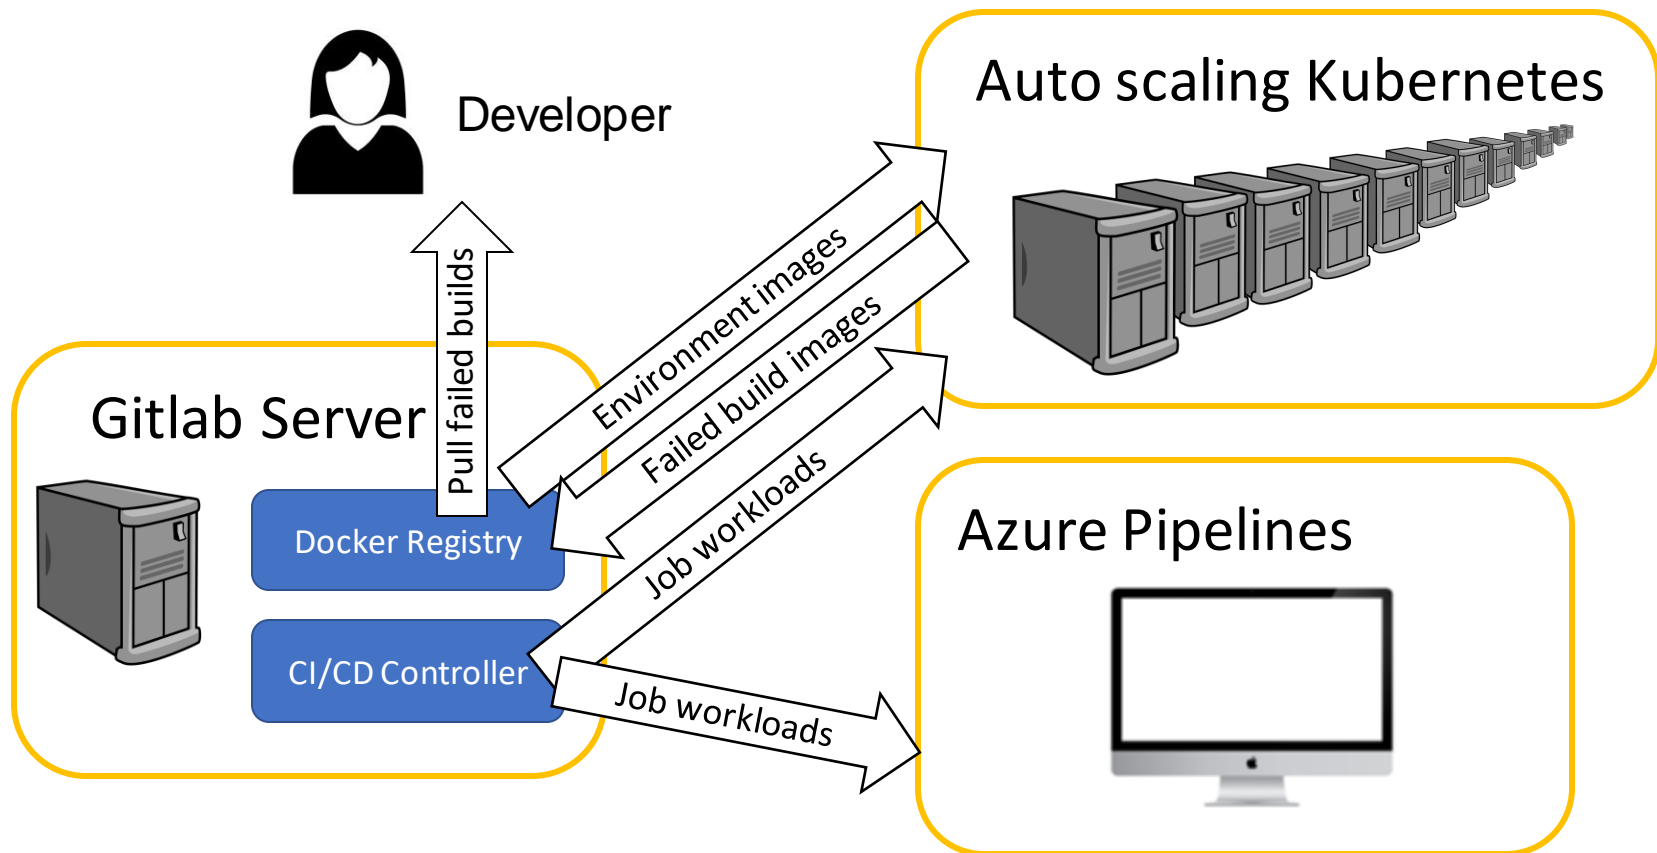 Developer
Auto scaling Kubernetes
Pull failed builds
Environment images
Failed build images
Job workloads
Gitlab Server
Docker Registry
CI/CD Controller
Job workloads
Azure Pipelines